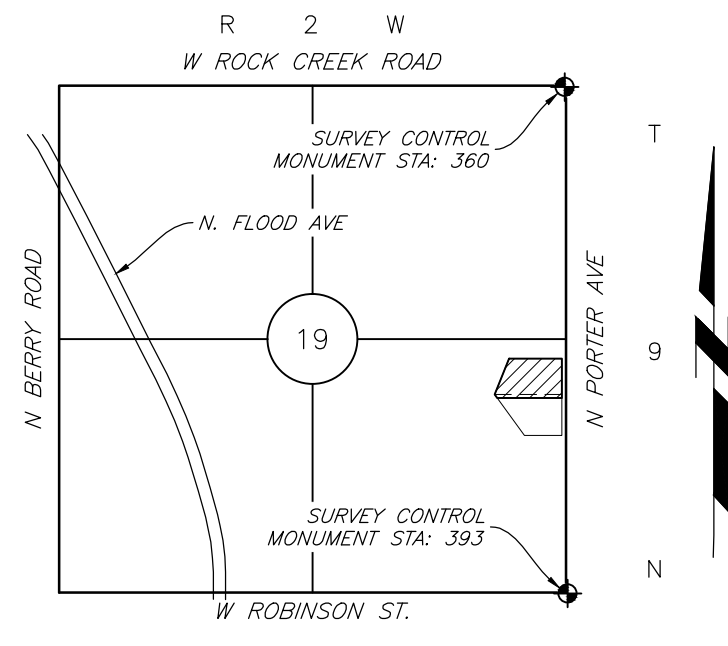 R 2 W
W ROCK CREEK ROAD
SURVEY CONTROL
MONUMENT STA: 360
T
N. FLOOD AVE
N BERRY ROAD
19
N PORTER AVE
9
SURVEY CONTROL
MONUMENT STA: 393
N
W ROBINSON ST.